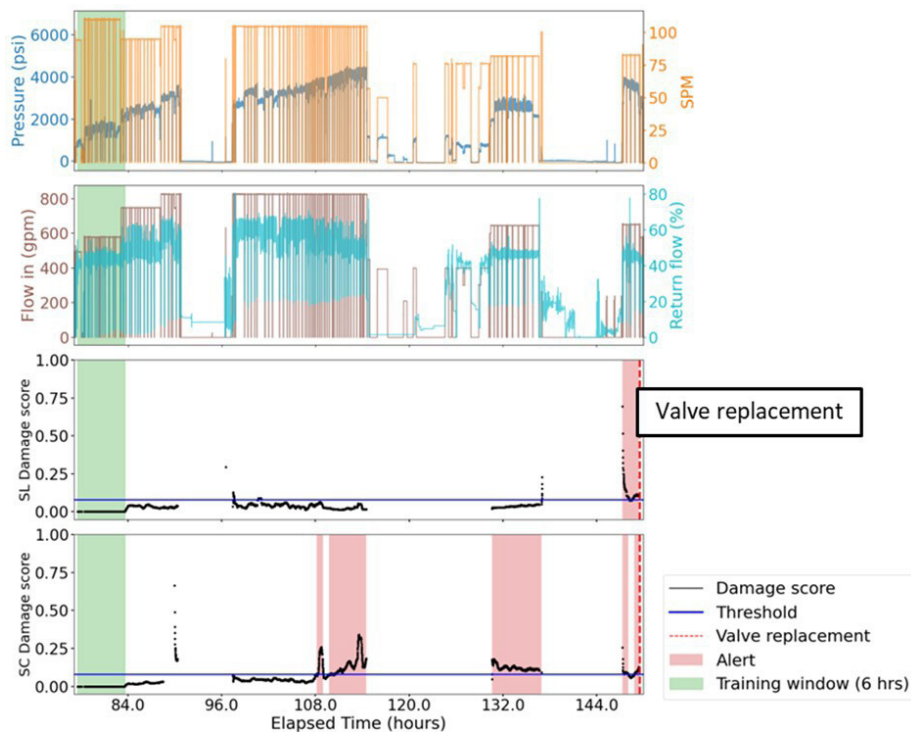 6000
4000
2000
0
Pressure (psi)
100
75
50
25
0
SPM
800
600
400
200
0
Flow in (gpm)
80
60
40
20
0
Return flow (%)
1.00
0.75
0.50
0.25
0.00
SL Damage score
Valve replacement
1.00
0.75
0.50
0.25
0.00
SC Damage score
84.0
96.0
108.0
120.0
132.0
144.0
Elapsed Time (hours)
Damage score
Threshold
Valve replacement
Alert
Training window (6 hrs)